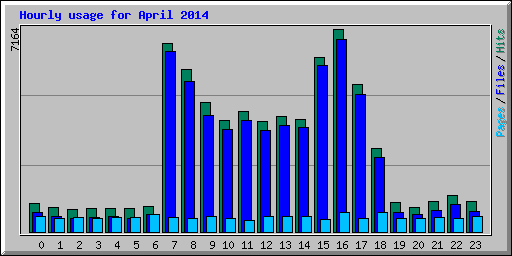 Hourly usage for April 2014
7164
Pages/Files/Hits
0 1 2 3 4 5 6 7 8 9 10 11 12 13 14 15 16 17 18 19 20 21 22 23